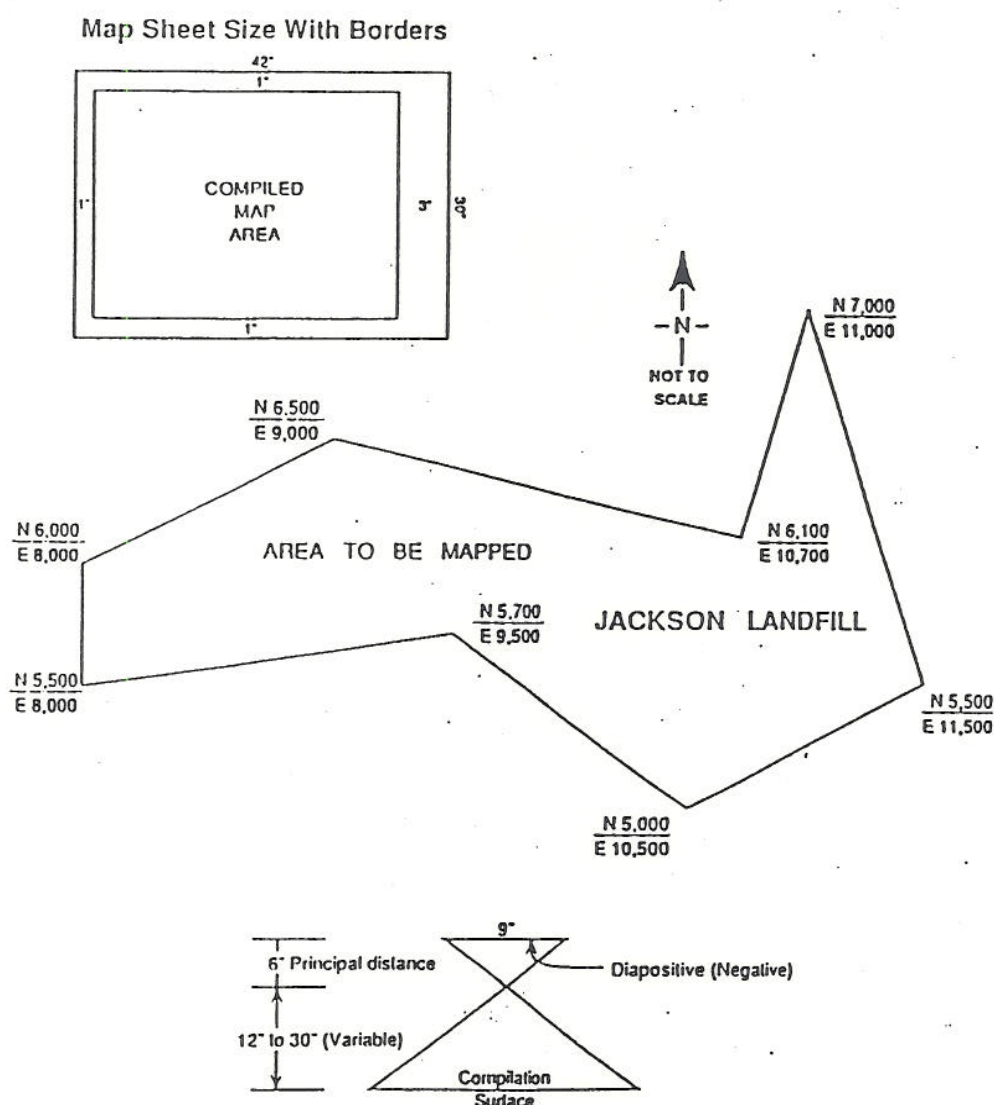 Map Sheet Size With Borders
42"
1"
COMPILED
MAP
AREA
1"
3"
30"
1"
N
NOT TO
SCALE
N 7,000
E 11,000
N 6.500
E 9,000
N 6,000
E 8,000
AREA TO BE MAPPED
N 6,100
E 10,700
N 5,700
E 9,500
JACKSON LANDFILL
N 5,500
E 8,000
N 5,500
E 11,500
N 5,000
E 10,500
9"
6" Principal distance
Diapositive (Negative)
12" to 30" (Variable)
Compilation
Surface